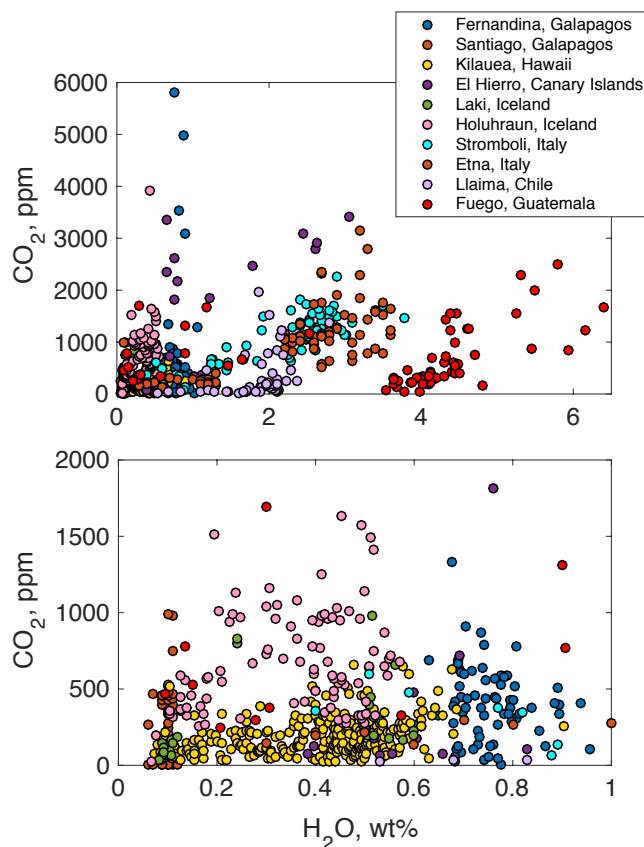 Fernandina, Galapagos
Santiago, Galapagos
Kilauea, Hawaii
El Hierro, Canary Islands
Laki, Iceland
Holuhraun, Iceland
Stromboli, Italy
Etna, Italy
Llaima, Chile
Fuego, Guatemala
6000
5000
4000
3000
2000
1000
0
CO₂, ppm
0 2 4 6
2000
1500
1000
500
0
CO₂, ppm
0 0.2 0.4 0.6 0.8 1
H₂O, wt%